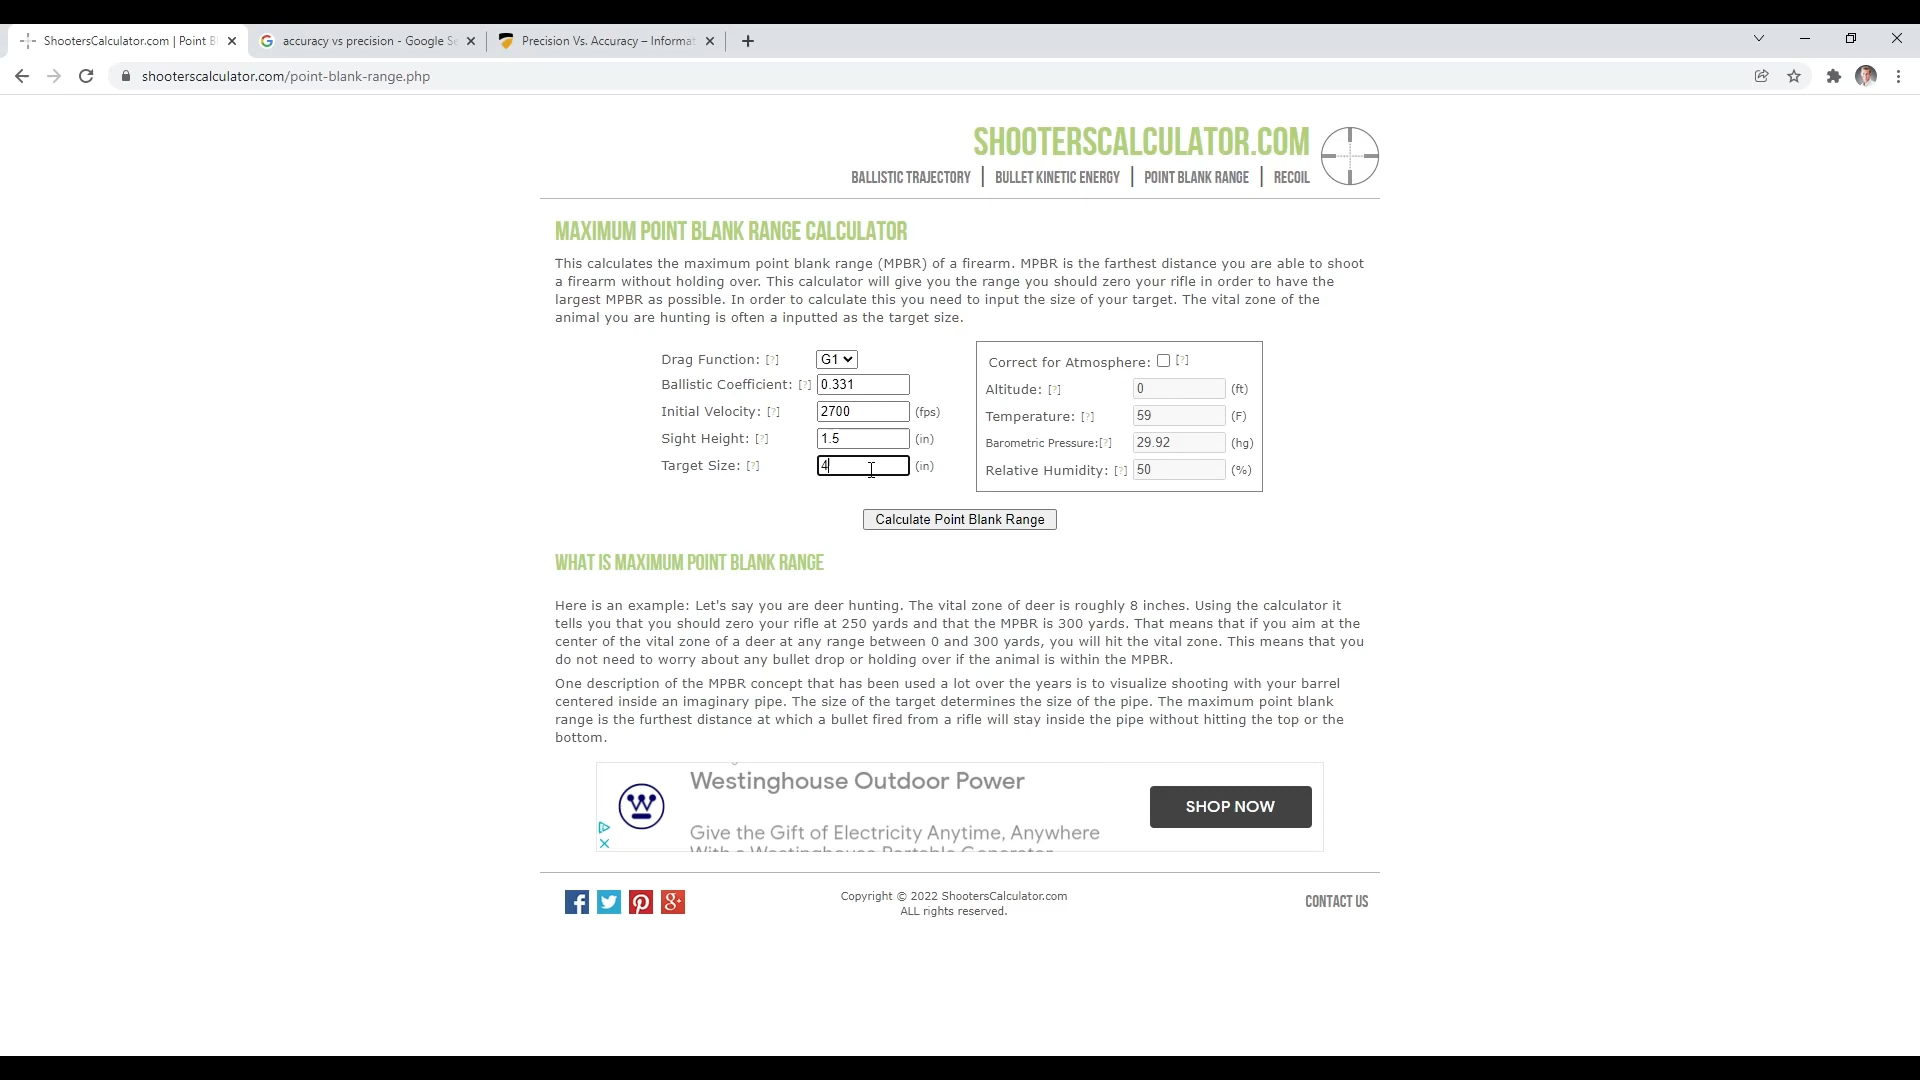 ShootersCalculator.com | Point B
accuracy vs precision - Google Se
Precision Vs. Accuracy – Informat
shooterscalculator.com/point-blank-range.php
SHOOTERSCALCULATOR.COM
BALLISTIC TRAJECTORY | BULLET KINETIC ENERGY | POINT BLANK RANGE | RECOIL
MAXIMUM POINT BLANK RANGE CALCULATOR
This calculates the maximum point blank range (MPBR) of a firearm. MPBR is the farthest distance you are able to shoot
a firearm without holding over. This calculator will give you the range you should zero your rifle in order to have the
largest MPBR as possible. In order to calculate this you need to input the size of your target. The vital zone of the
animal you are hunting is often a inputted as the target size.
Drag Function: [?] G1
Ballistic Coefficient: [?] 0.331
Initial Velocity: [?] 2700 (fps)
Sight Height: [?] 1.5 (in)
Target Size: [?] 4 (in)
Correct for Atmosphere: [?]
Altitude: [?] 0 (ft)
Temperature: [?] 59 (F)
Barometric Pressure:[?] 29.92 (hg)
Relative Humidity: [?] 50 (%)
Calculate Point Blank Range
WHAT IS MAXIMUM POINT BLANK RANGE
Here is an example: Let's say you are deer hunting. The vital zone of deer is roughly 8 inches. Using the calculator it
tells you that you should zero your rifle at 250 yards and that the MPBR is 300 yards. That means that if you aim at the
center of the vital zone of a deer at any range between 0 and 300 yards, you will hit the vital zone. This means that you
do not need to worry about any bullet drop or holding over if the animal is within the MPBR.
One description of the MPBR concept that has been used a lot over the years is to visualize shooting with your barrel
centered inside an imaginary pipe. The size of the target determines the size of the pipe. The maximum point blank
range is the furthest distance at which a bullet fired from a rifle will stay inside the pipe without hitting the top or the
bottom.
Westinghouse Outdoor Power
Give the Gift of Electricity Anytime, Anywhere
With a Westinghouse Portable Generator
SHOP NOW
Copyright © 2022 ShootersCalculator.com
ALL rights reserved.
CONTACT US